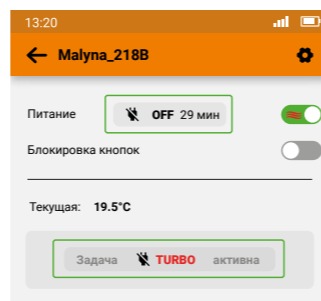 13:20
Malyna_218B
Питание OFF 29 мин
Блокировка кнопок
Текущая: 19.5°C
Задача TURBO активна